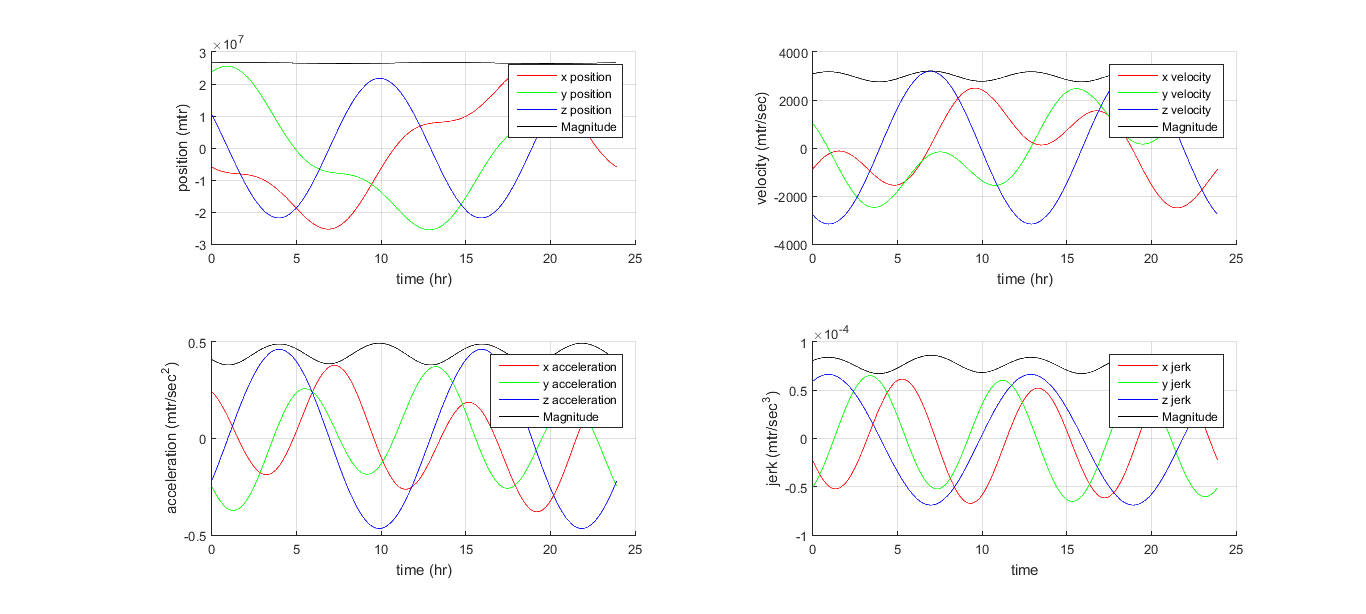 ×10^7
3
2
1
0
-1
-2
-3
position (mtr)
0 5 10 15 20 25
time (hr)
x position
y position
z position
Magnitude
4000
2000
0
-2000
-4000
velocity (mtr/sec)
0 5 10 15 20 25
time (hr)
x velocity
y velocity
z velocity
Magnitude
0.5
0
-0.5
acceleration (mtr/sec^2)
0 5 10 15 20 25
time (hr)
x acceleration
y acceleration
z acceleration
Magnitude
×10^-4
1
0.5
0
-0.5
-1
jerk (mtr/sec^3)
0 5 10 15 20 25
time
x jerk
y jerk
z jerk
Magnitude